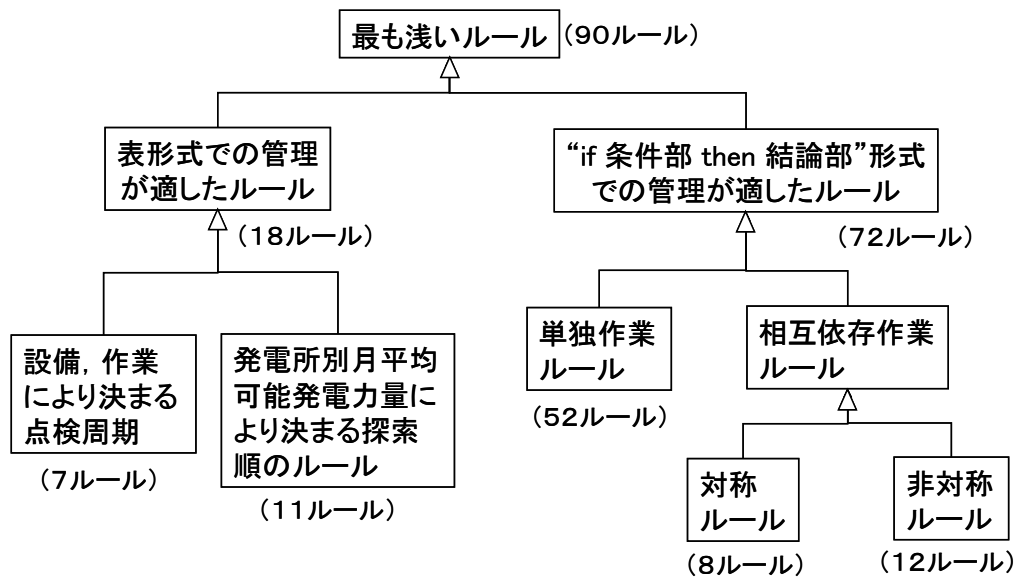 最も浅いルール
（90ルール）
表形式での管理
が適したルール
（18ルール）
“if 条件部 then 結論部”形式
での管理が適したルール
（72ルール）
設備，作業
により決まる
点検周期
（7ルール）
発電所別月平均
可能発電力量に
より決まる探索
順のルール
（11ルール）
単独作業
ルール
（52ルール）
相互依存作業
ルール
対称
ルール
（8ルール）
非対称
ルール
（12ルール）